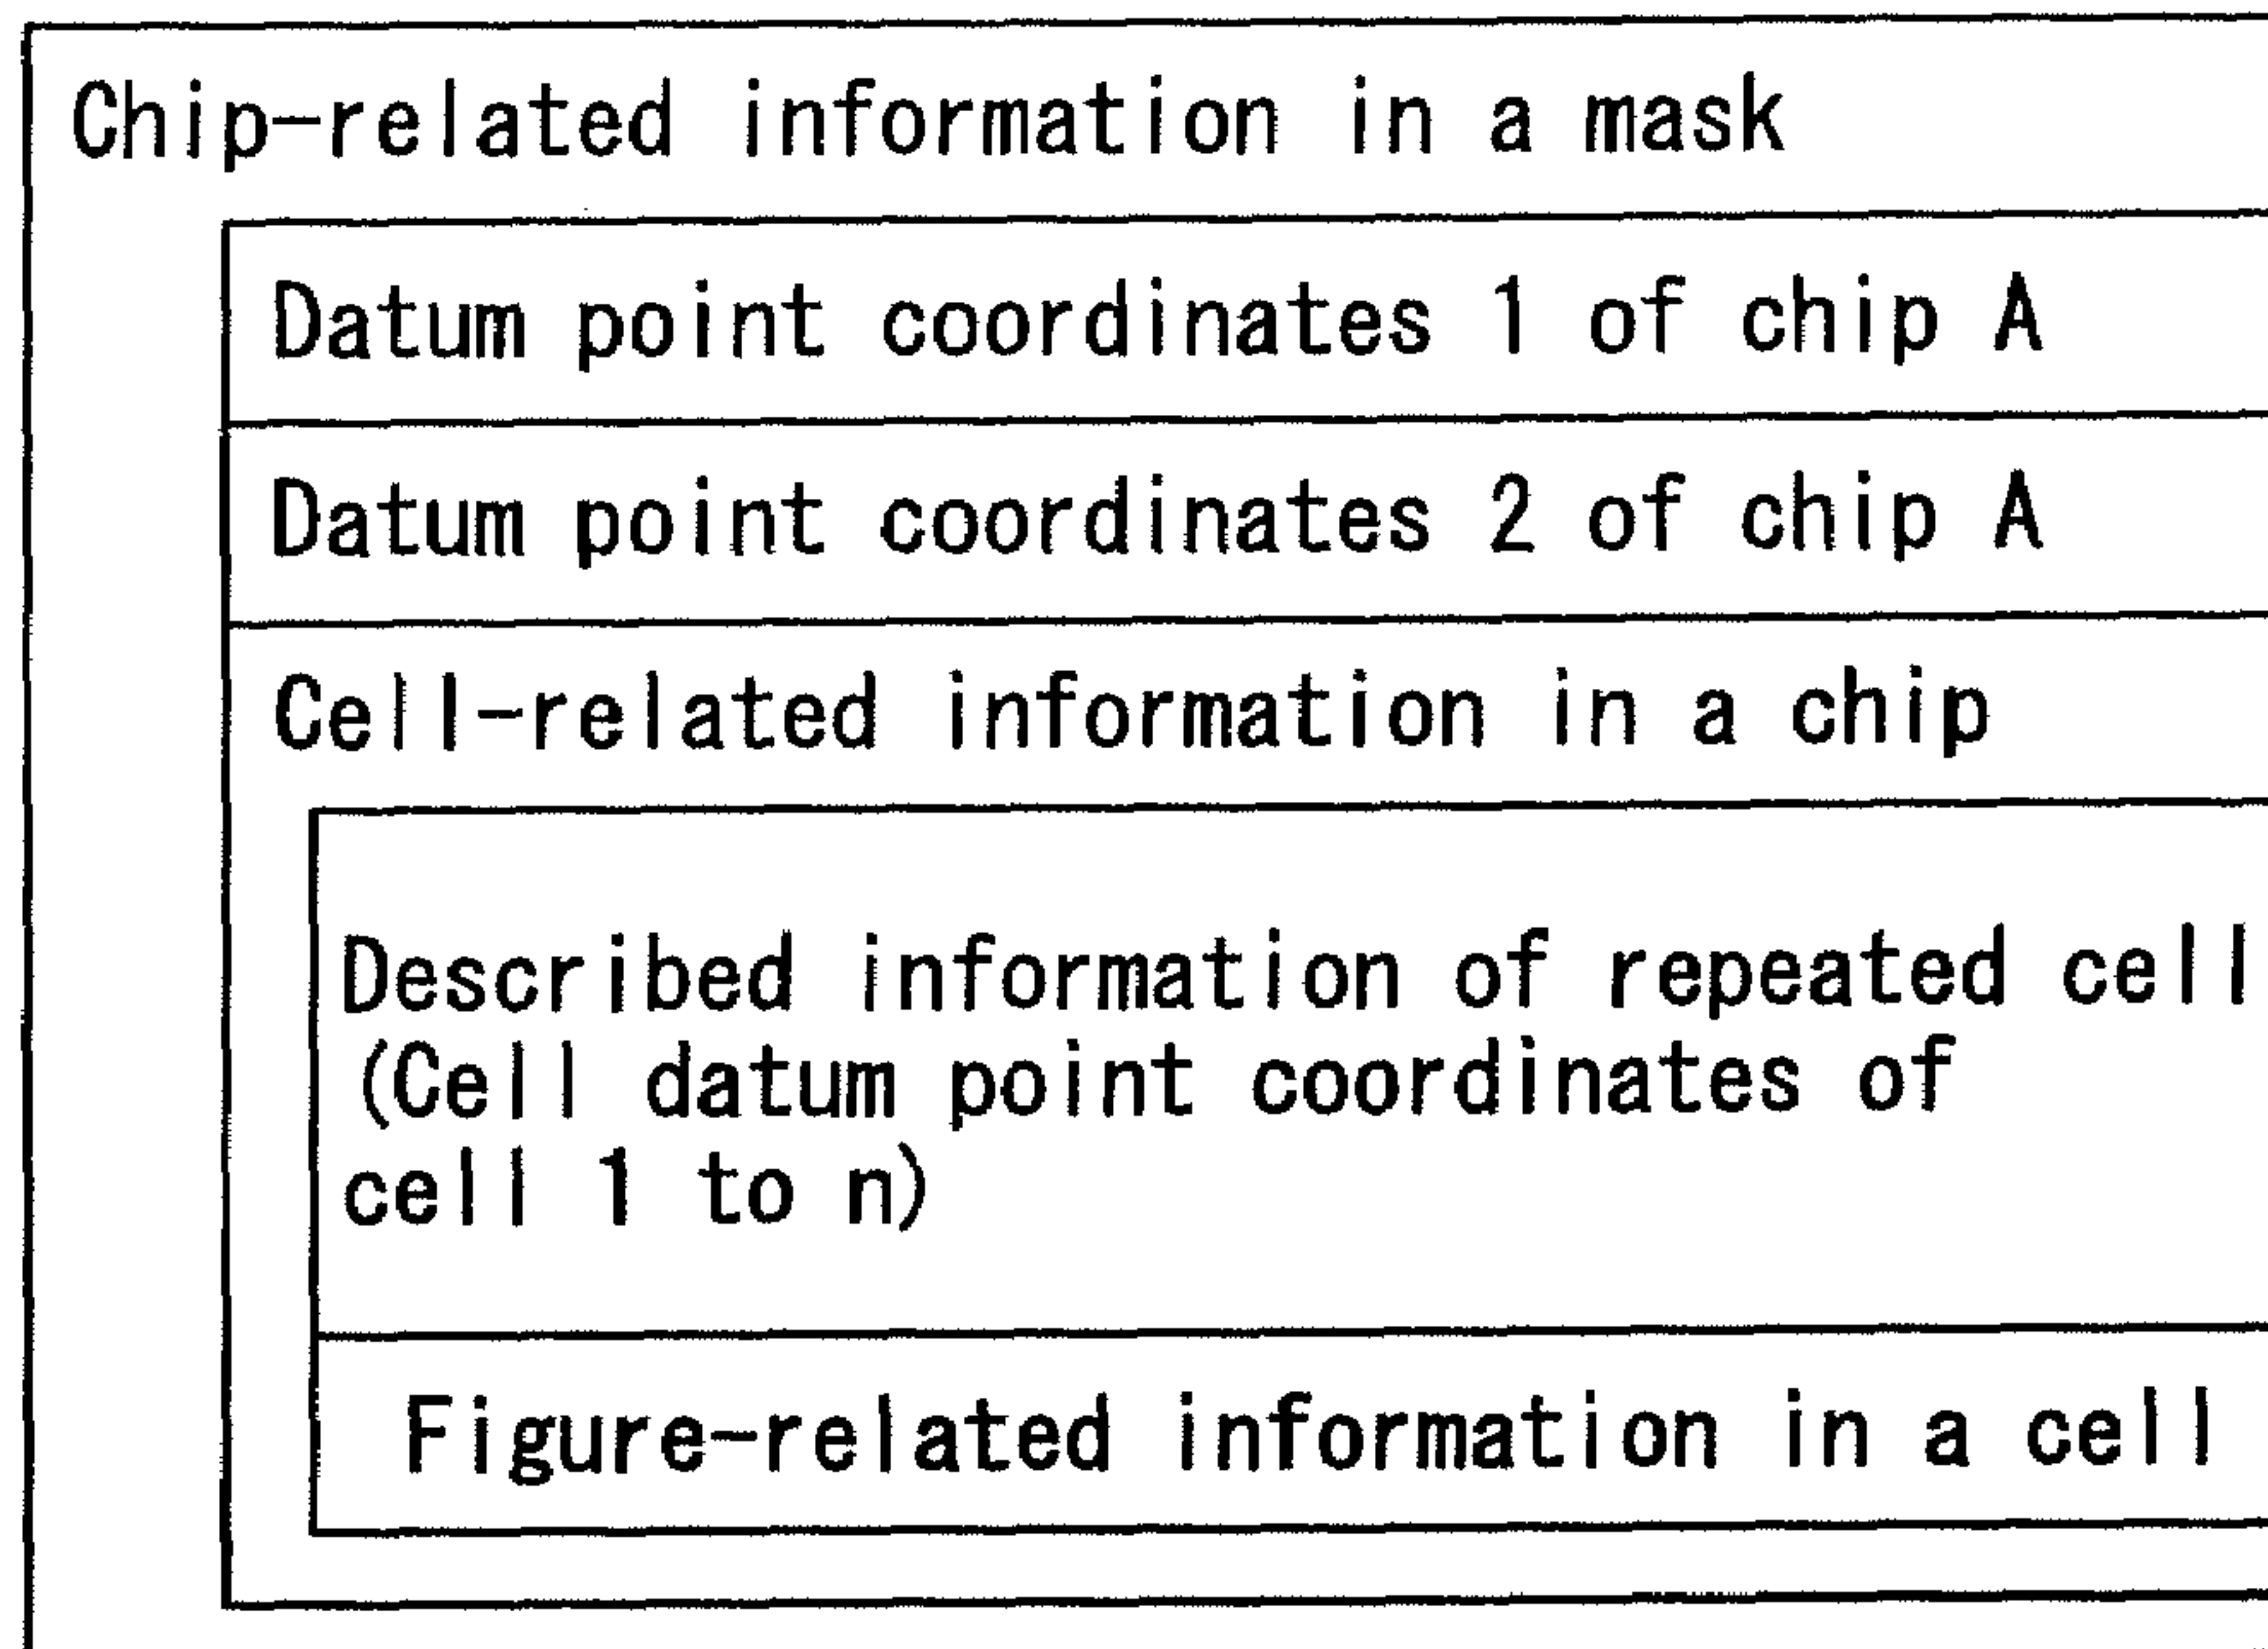 Chip-related information in a mask
Datum point coordinates 1 of chip A
Datum point coordinates 2 of chip A
Cell-related information in a chip
Described information of repeated cell
(Cell datum point coordinates of
cell 1 to n)
Figure-related information in a cell